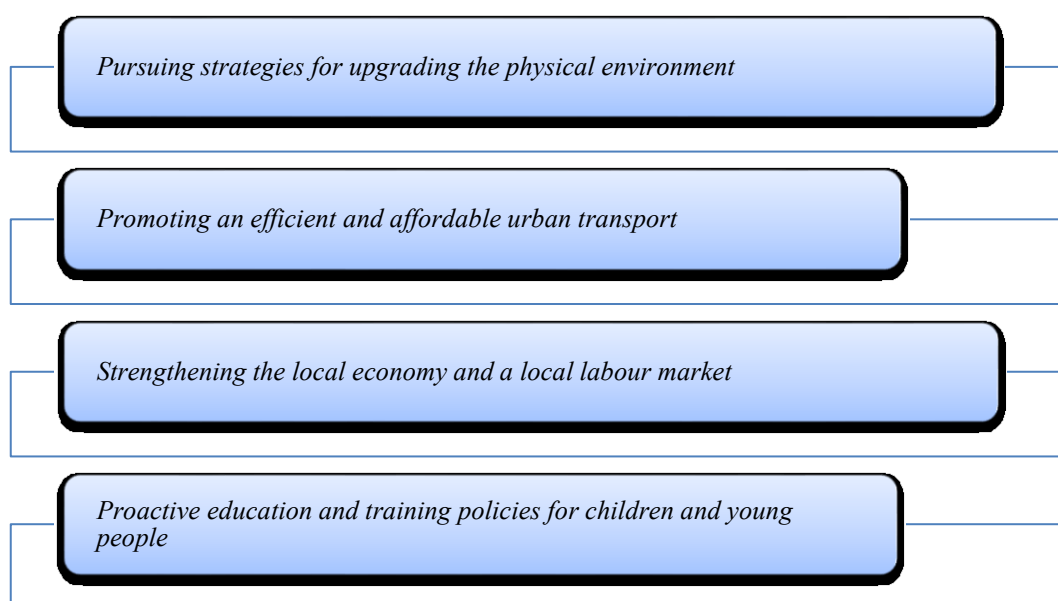 Pursuing strategies for upgrading the physical environment
Promoting an efficient and affordable urban transport
Strengthening the local economy and a local labour market
Proactive education and training policies for children and young
people